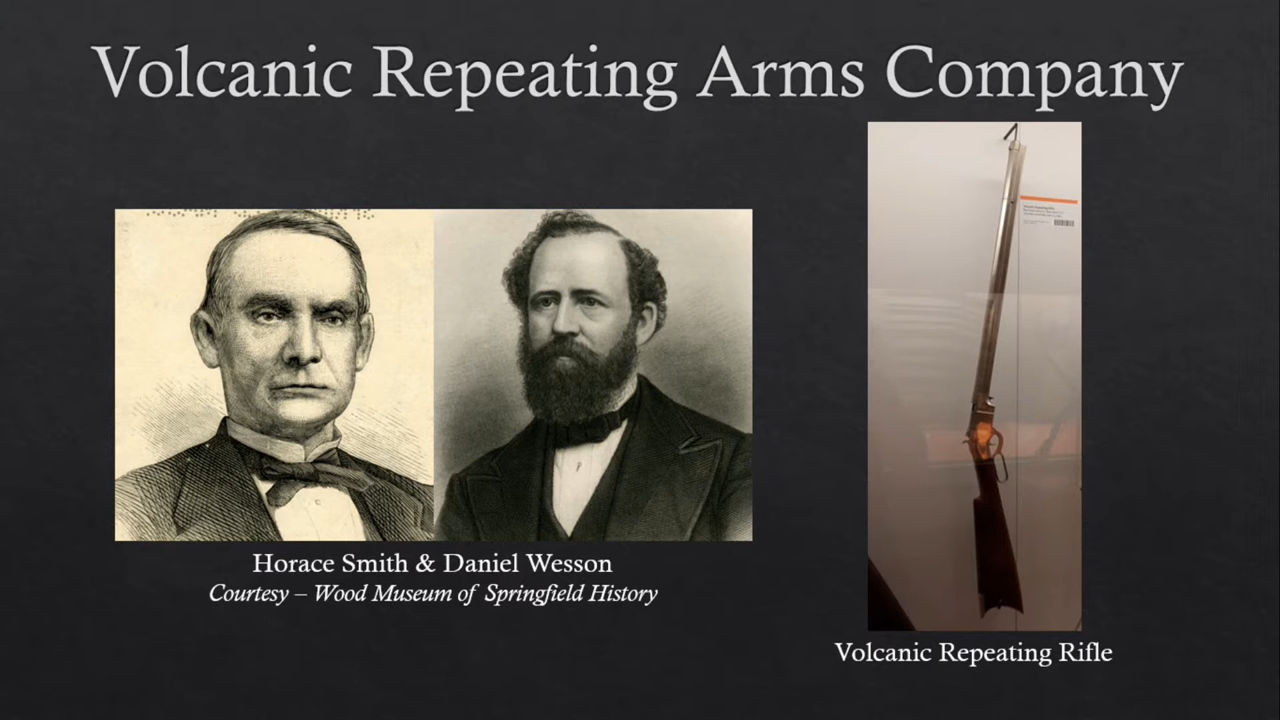 Volcanic Repeating Arms Company
Horace Smith & Daniel Wesson
Courtesy – Wood Museum of Springfield History
Volcanic Repeating Rifle